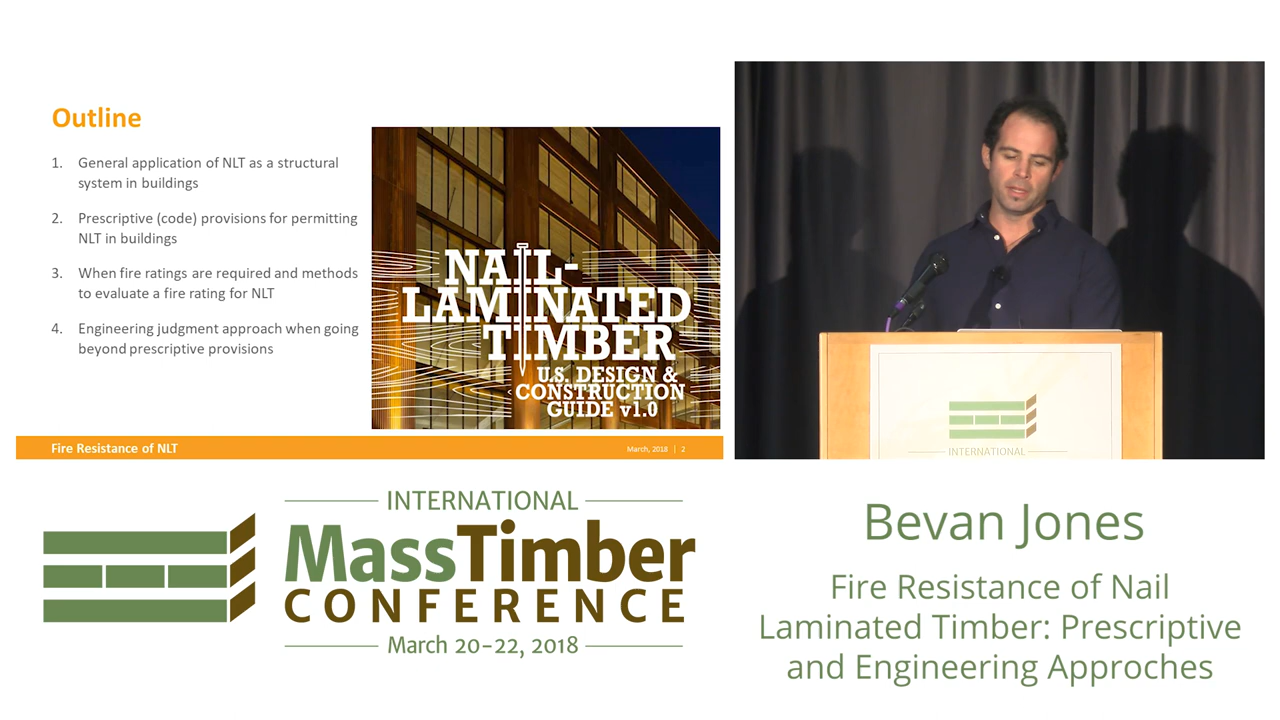 Outline
1. General application of NLT as a structural
system in buildings
2. Prescriptive (code) provisions for permitting
NLT in buildings
3. When fire ratings are required and methods
to evaluate a fire rating for NLT
4. Engineering judgment approach when going
beyond prescriptive provisions
NAIL-
LAMINATED
TIMBER
U.S. DESIGN &
CONSTRUCTION
GUIDE v1.0
Fire Resistance of NLT
March, 2018 | 2
INTERNATIONAL
INTERNATIONAL
MassTimber
CONFERENCE
March 20–22, 2018
Bevan Jones
Fire Resistance of Nail
Laminated Timber: Prescriptive
and Engineering Approches